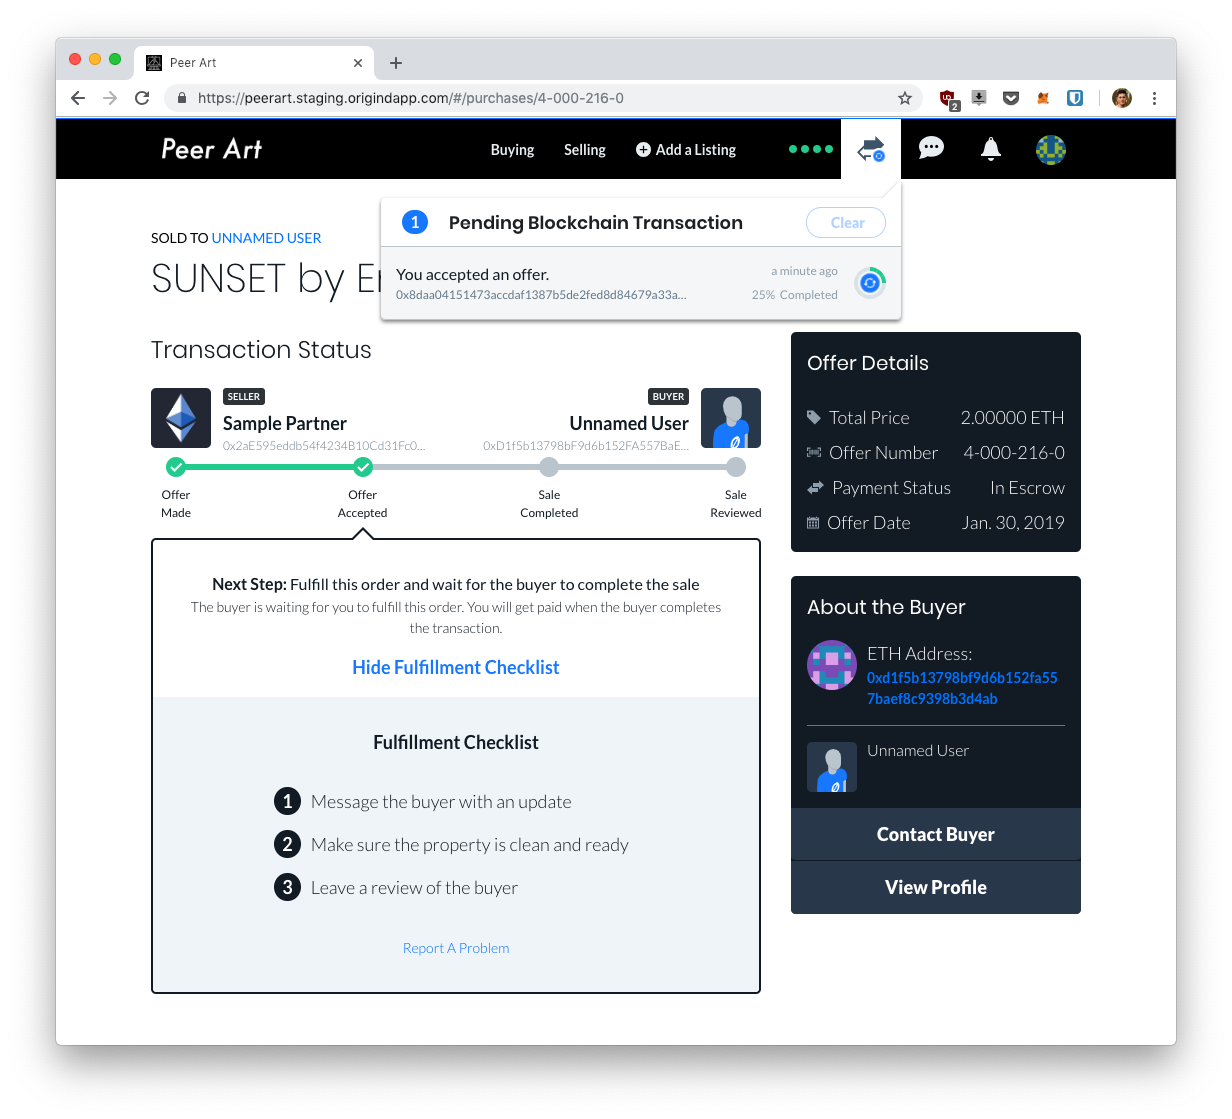 Peer Art
https://peerart.staging.origindapp.com/#/purchases/4-000-216-0
2
Peer Art
Buying
Selling
Add a Listing
1 Pending Blockchain Transaction
Clear
You accepted an offer.
a minute ago
0x8daa04151473accdaf1387b5de2fed8d84679a33a...
25% Completed
SOLD TO UNNAMED USER
SUNSET by
Transaction Status
SELLER
Sample Partner
0x2aE595eddb54f4234B10Cd31Fc0...
BUYER
Unnamed User
0xD1f5b13798bF9d6b152FA557BaE...
Offer
Made
Offer
Accepted
Sale
Completed
Sale
Reviewed
Next Step: Fulfill this order and wait for the buyer to complete the sale
The buyer is waiting for you to fulfill this order. You will get paid when the buyer completes
the transaction.
Hide Fulfillment Checklist
Fulfillment Checklist
1 Message the buyer with an update
2 Make sure the property is clean and ready
3 Leave a review of the buyer
Report A Problem
Offer Details
Total Price 2.00000 ETH
Offer Number 4-000-216-0
Payment Status In Escrow
Offer Date Jan. 30, 2019
About the Buyer
ETH Address:
0xd1f5b13798bf9d6b152fa55
7baef8c9398b3d4ab
Unnamed User
Contact Buyer
View Profile